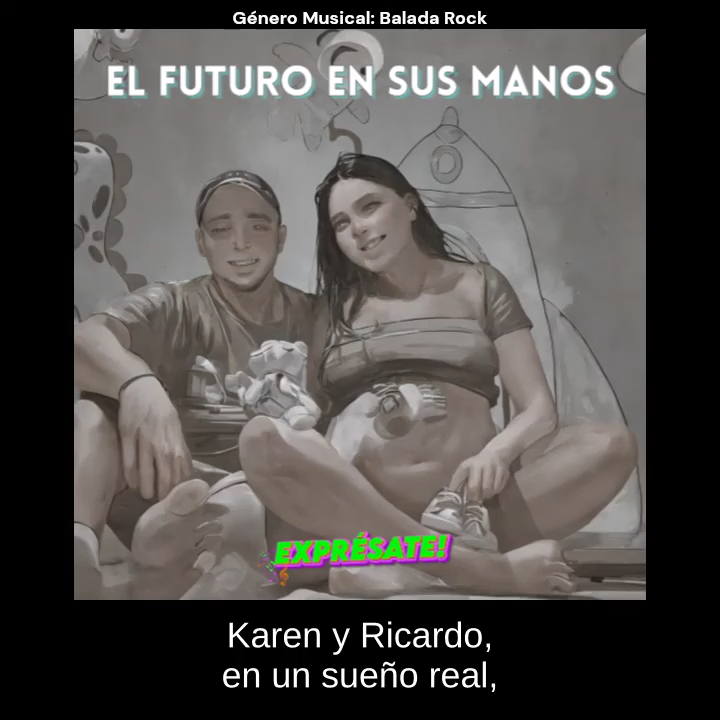 Género Musical: Balada Rock
EL FUTURO EN SUS MANOS
EXPRÉSATE!
Karen y Ricardo,
en un sueño real,